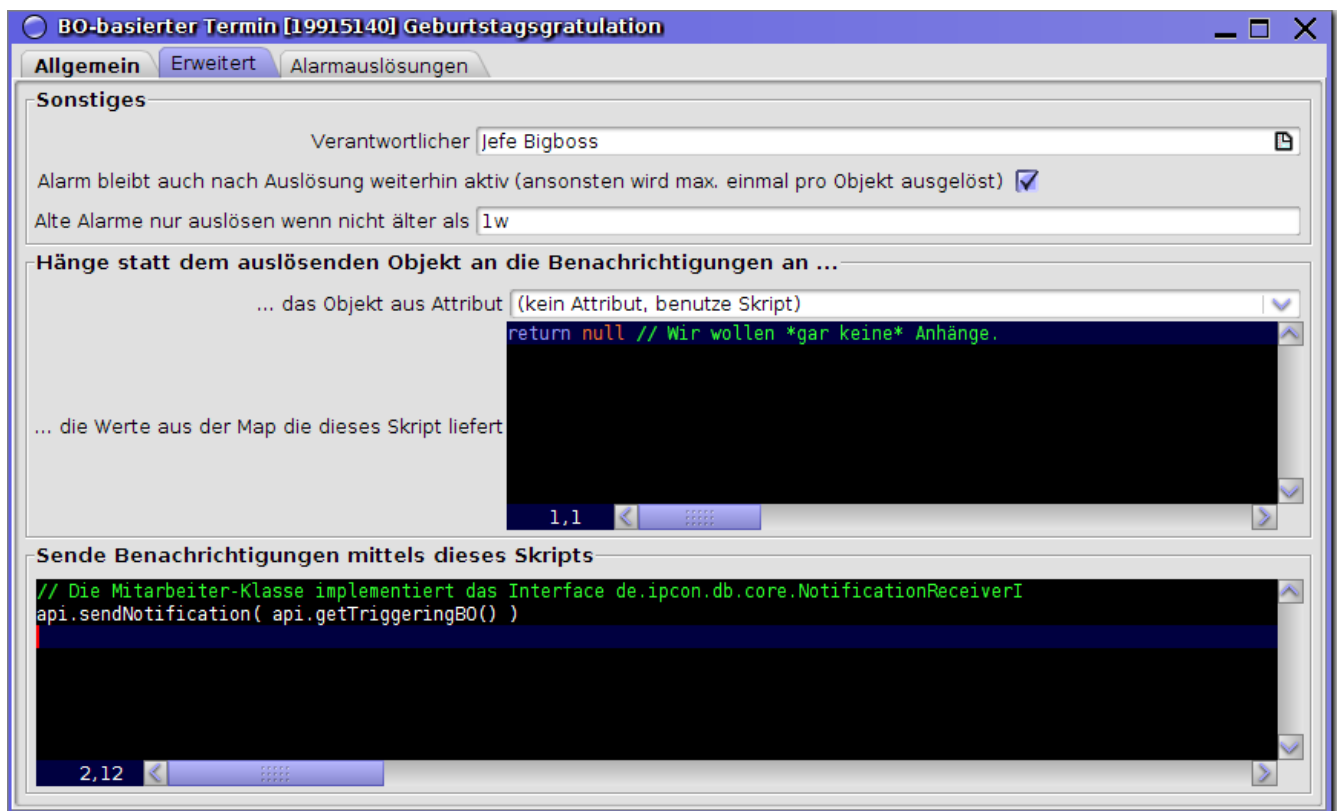 BO-basierter Termin [19915140] Geburtstagsgratulation
Allgemein Erweitert Alarmauslösungen
Sonstiges
Verantwortlicher Jefe Bigboss
Alarm bleibt auch nach Auslösung weiterhin aktiv (ansonsten wird max. einmal pro Objekt ausgelöst)
Alte Alarme nur auslösen wenn nicht älter als 1w
Hänge statt dem auslösenden Objekt an die Benachrichtigungen an ...
... das Objekt aus Attribut (kein Attribut, benutze Skript)
return null // Wir wollen *gar keine* Anhänge.
... die Werte aus der Map die dieses Skript liefert
1,1
Sende Benachrichtigungen mittels dieses Skripts
// Die Mitarbeiter-Klasse implementiert das Interface de.ipcon.db.core.NotificationReceiverI
api.sendNotification( api.getTriggeringBO() )
2,12